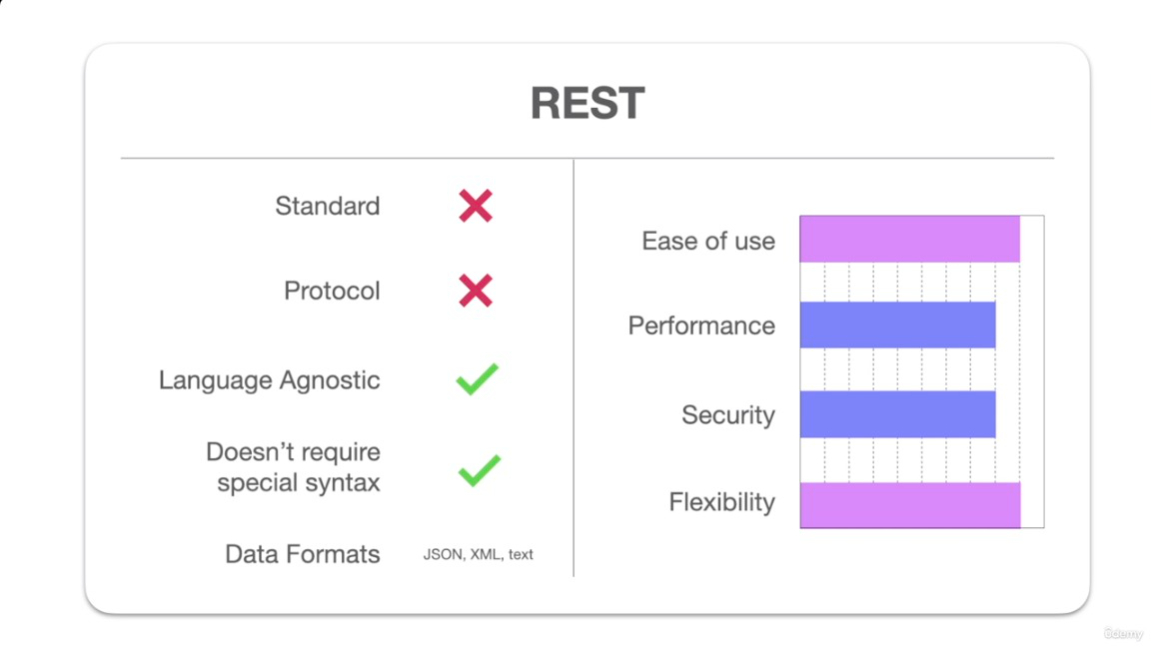 REST
Standard
Protocol
Language Agnostic
Doesn’t require
special syntax
Data Formats
JSON, XML, text
Ease of use
Performance
Security
Flexibility
Ûdemy